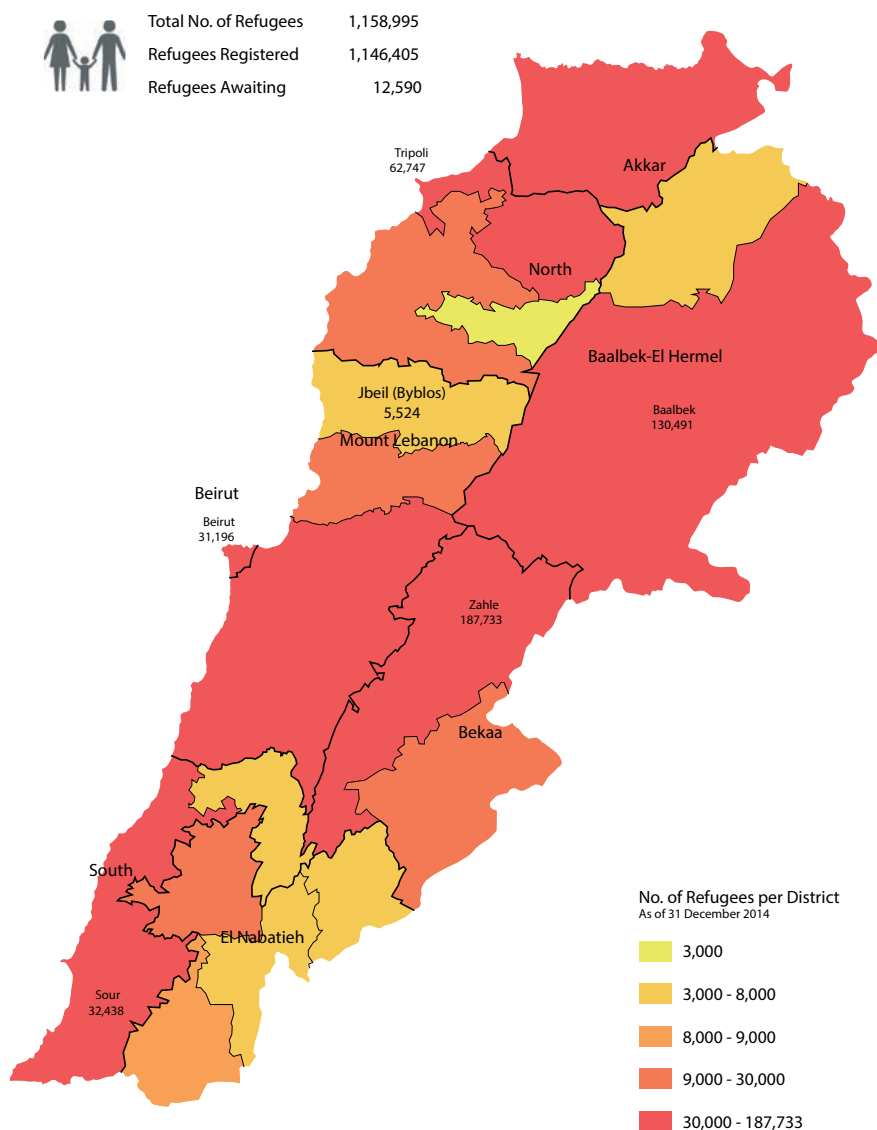 Total No. of Refugees 1,158,995
Refugees Registered 1,146,405
Refugees Awaiting 12,590
Tripoli
62,747
Akkar
North
Baalbek-El Hermel
Jbeil (Byblos)
5,524
Baalbek
130,491
Mount Lebanon
Beirut
Beirut
31,196
Zahle
187,733
Bekaa
South
El Nabatieh
Sour
32,438
No. of Refugees per District
As of 31 December 2014
3,000
3,000 - 8,000
8,000 - 9,000
9,000 - 30,000
30,000 - 187,733